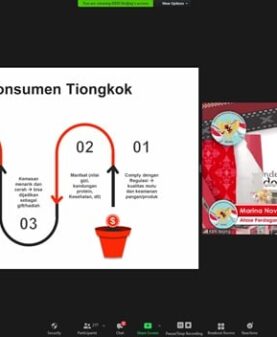 You are viewing KBRI Beijing's screen
View Options
onsumen Tiongkok
02
01
Kemasan
menarik dan
cerah → bisa
dijadikan
sebagai
gift/hadiah
Manfaat (nilai
gizi,
kandungan
protein,
Kesehatan, dll)
Comply dengan
Regulasi →
kualitas mutu
dan keamanan
pangan/produk
03
$
Marina Nov
Atase Perdagan
Security
Participants
Chat
Share Screen
Pause/Stop Recording
Breakout Rooms
Reactions